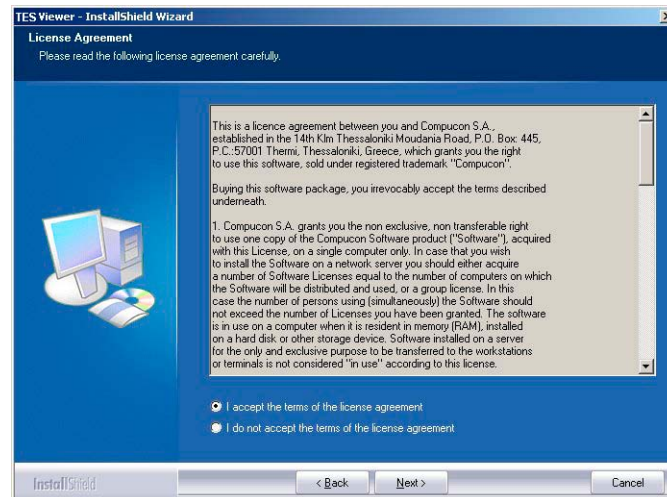 TES Viewer - InstallShield Wizard
License Agreement
Please read the following license agreement carefully.
This is a licence agreement between you and Compucon S.A.,
established in the 14th Klm Thessaloniki Moudania Road, P.O. Box: 445,
P.C.:57001 Thermi, Thessaloniki, Greece, which grants you the right
to use this software, sold under registered trademark "Compucon".
Buying this software package, you irrevocably accept the terms described
underneath.
1. Compucon S.A. grants you the non exclusive, non transferable right
to use one copy of the Compucon Software product ("Software"), acquired
with this License, on a single computer only. In case that you wish
to install the Software on a network server you should either acquire
a number of Software Licenses equal to the number of computers on which
the Software will be distributed and used, or a group license. In this
case the number of persons using (simultaneously) the Software should
not exceed the number of Licenses you have been granted. The software
is in use on a computer when it is resident in memory (RAM), installed
on a hard disk or other storage device. Software installed on a server
for the only and exclusive purpose to be transferred to the workstations
or terminals is not considered "in use" according to this license.
I accept the terms of the license agreement
I do not accept the terms of the license agreement
InstallShield
< Back
Next >
Cancel